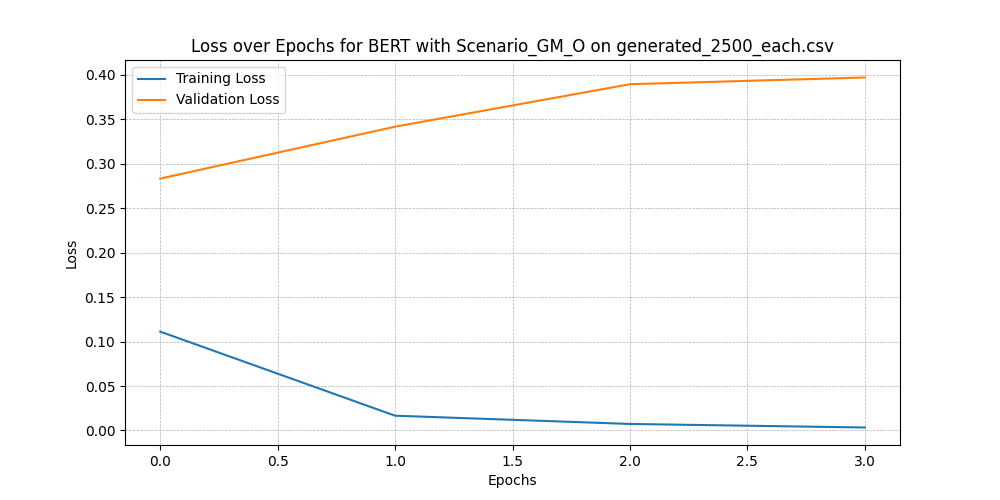 Loss over Epochs for BERT with Scenario_GM_O on generated_2500_each.csv
Training Loss
Validation Loss
0.40
0.35
0.30
0.25
0.20
0.15
0.10
0.05
0.00
Loss
0.0 0.5 1.0 1.5 2.0 2.5 3.0
Epochs